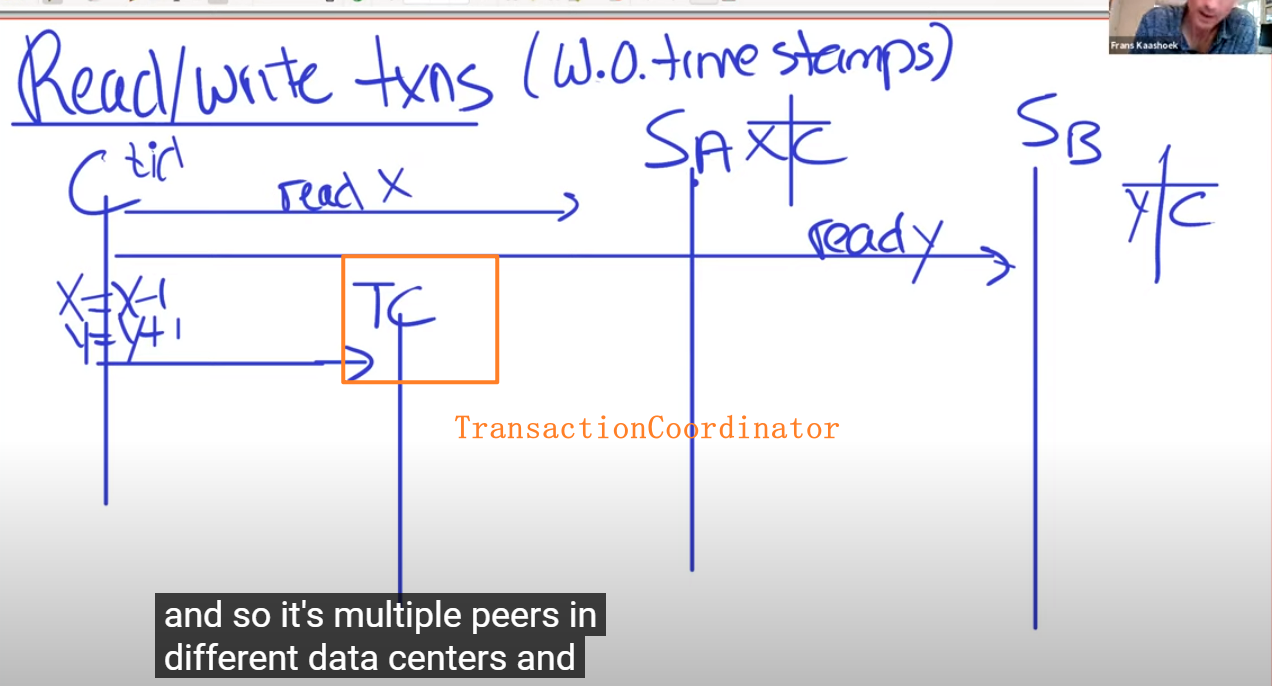 Frans Kaashoek
Read/write txns (W.O. time stamps)
C tid
SA X C
SB
read X
Y C
read y
X=X-1
Y=Y+1
TC
TransactionCoordinator
and so it's multiple peers in
different data centers and